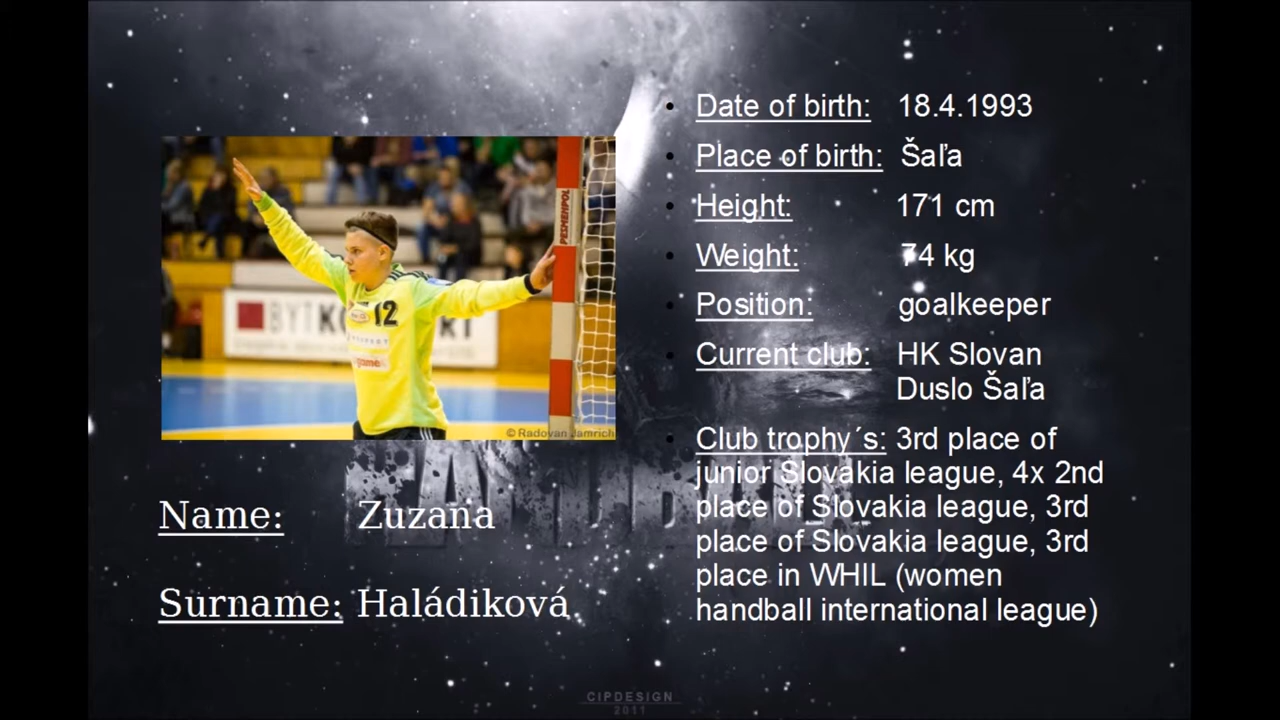 Date of birth: 18.4.1993
Place of birth: Šaľa
Height: 171 cm
Weight: 74 kg
Position: goalkeeper
Current club: HK Slovan
Duslo Šaľa
Club trophy´s: 3rd place of
junior Slovakia league, 4x 2nd
place of Slovakia league, 3rd
place of Slovakia league, 3rd
place in WHIL (women
handball international league)
PESMENPOL
12
game
© Radovan Jamrich
Name: Zuzana
Surname: Haládiková
CIPDESIGN
2011